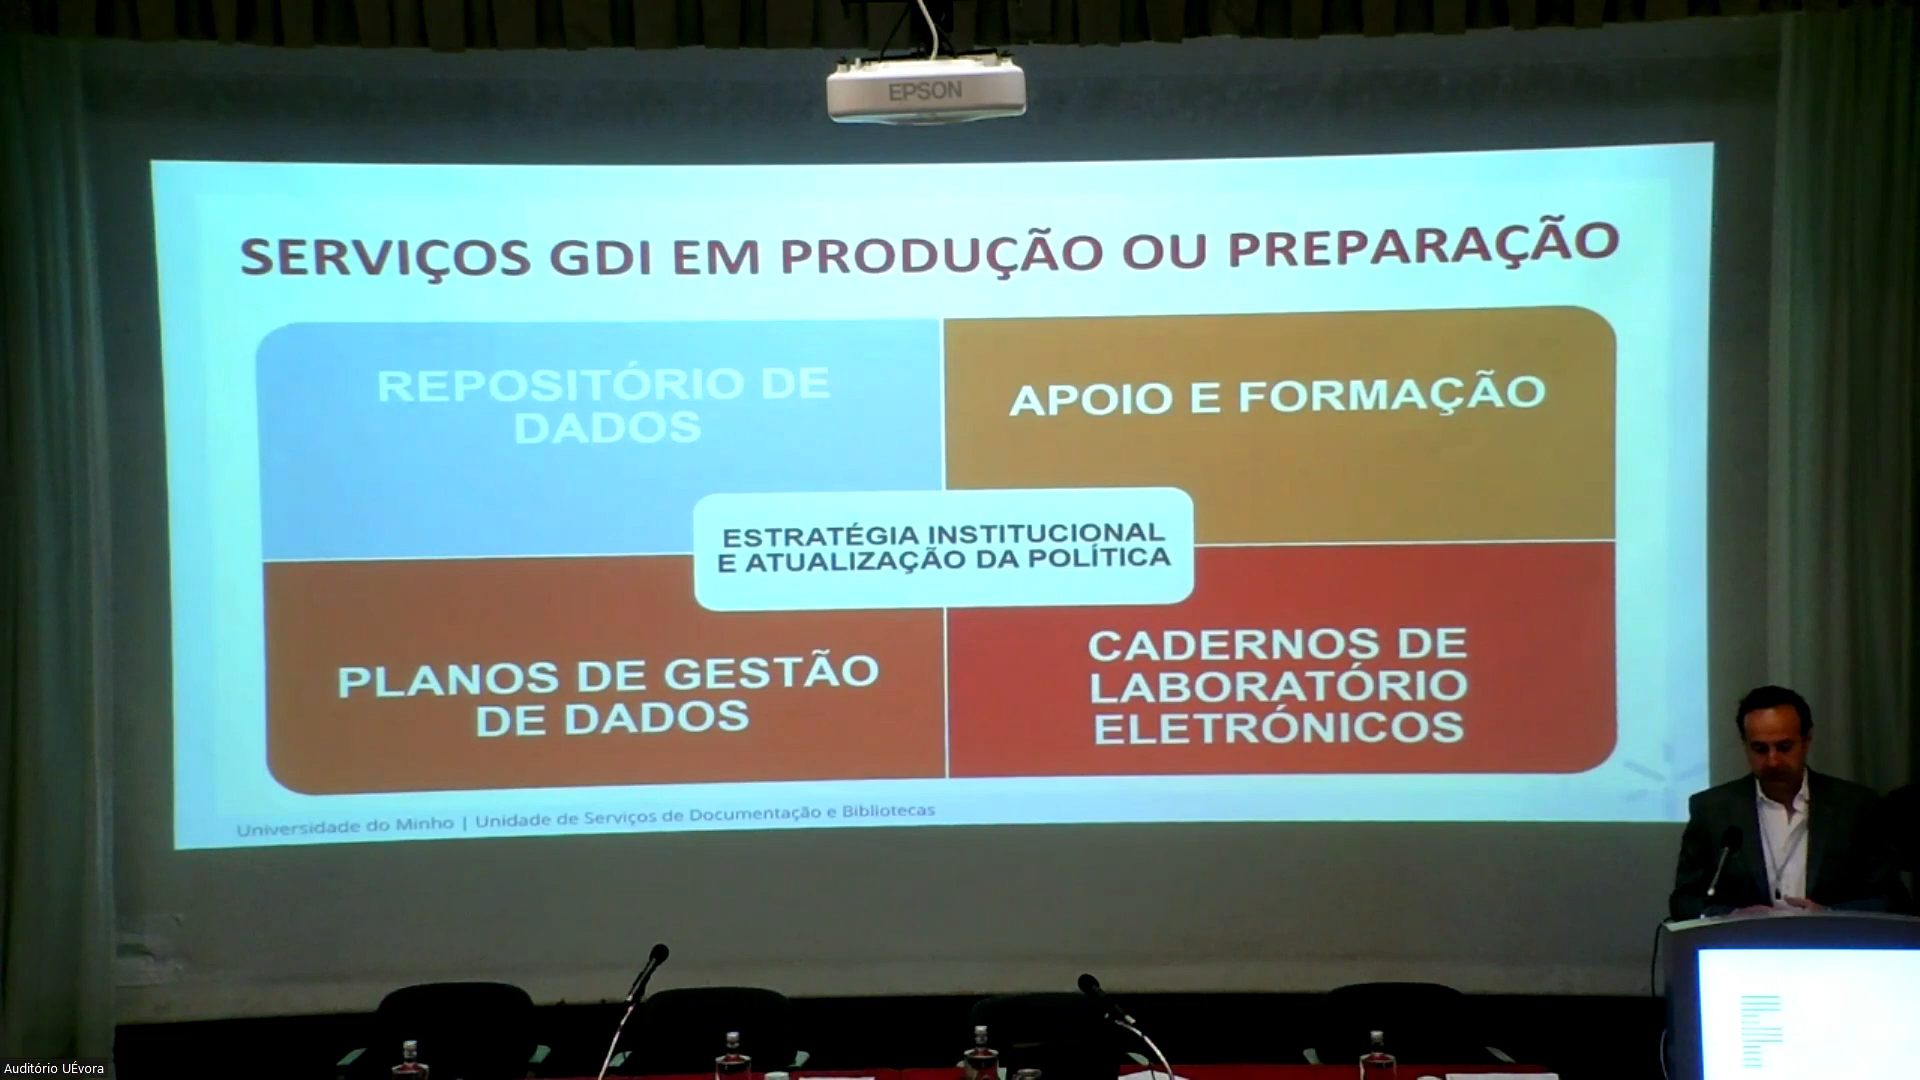 EPSON
SERVIÇOS GDI EM PRODUÇÃO OU PREPARAÇÃO
REPOSITÓRIO DE
DADOS
APOIO E FORMAÇÃO
ESTRATÉGIA INSTITUCIONAL
E ATUALIZAÇÃO DA POLÍTICA
PLANOS DE GESTÃO
DE DADOS
CADERNOS DE
LABORATÓRIO
ELETRÓNICOS
Universidade do Minho | Unidade de Serviços de Documentação e Bibliotecas
Auditório UÉvora